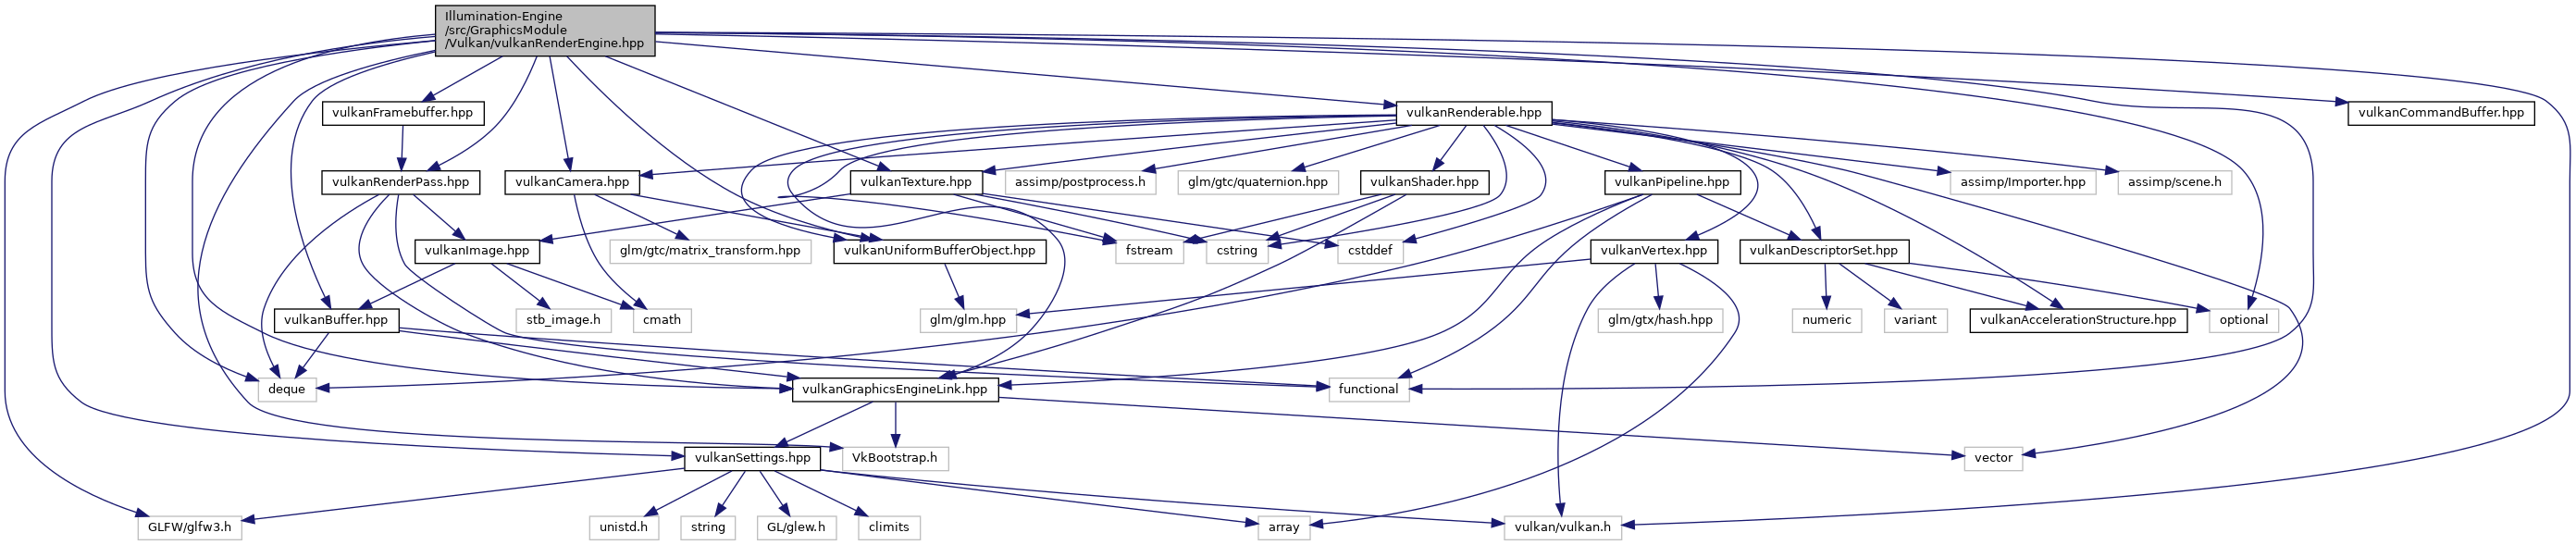 Illumination-Engine
/src/GraphicsModule
/Vulkan/vulkanRenderEngine.hpp
vulkanFramebuffer.hpp
vulkanRenderable.hpp
vulkanCommandBuffer.hpp
vulkanRenderPass.hpp
vulkanCamera.hpp
vulkanTexture.hpp
assimp/postprocess.h
glm/gtc/quaternion.hpp
vulkanShader.hpp
vulkanPipeline.hpp
assimp/Importer.hpp
assimp/scene.h
vulkanImage.hpp
glm/gtc/matrix_transform.hpp
vulkanUniformBufferObject.hpp
fstream
cstring
cstddef
vulkanVertex.hpp
vulkanDescriptorSet.hpp
vulkanBuffer.hpp
stb_image.h
cmath
glm/glm.hpp
glm/gtx/hash.hpp
numeric
variant
vulkanAccelerationStructure.hpp
optional
deque
vulkanGraphicsEngineLink.hpp
functional
vulkanSettings.hpp
VkBootstrap.h
vector
GLFW/glfw3.h
unistd.h
string
GL/glew.h
climits
array
vulkan/vulkan.h